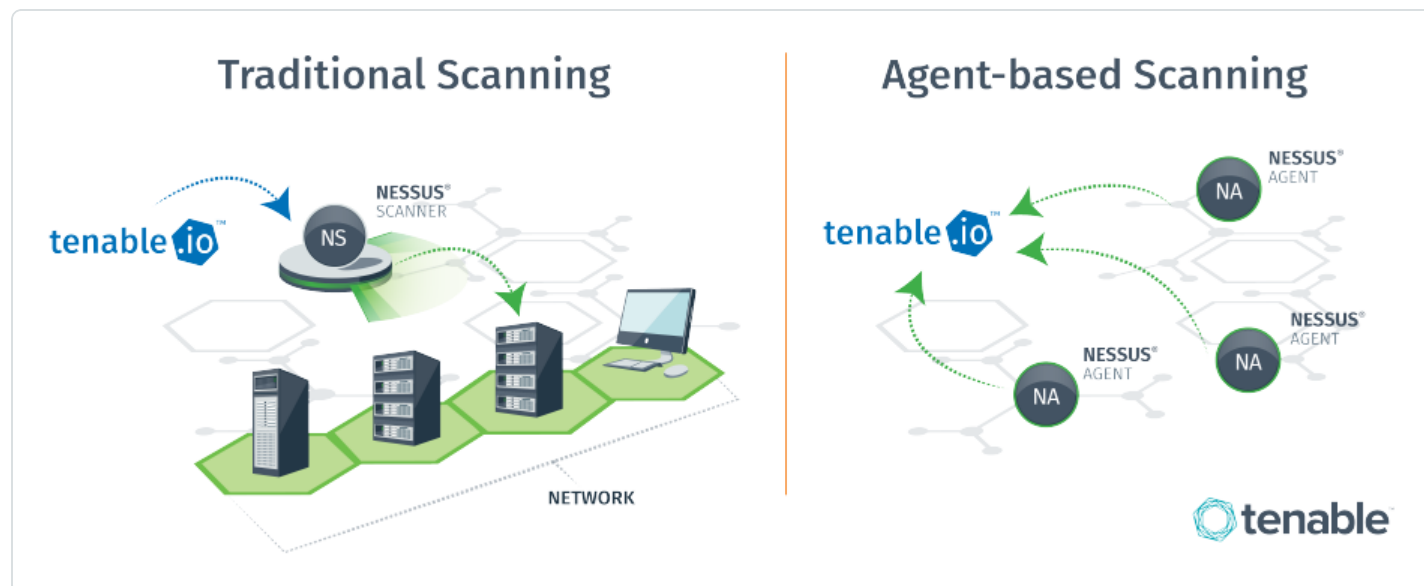 Traditional Scanning
tenable.io™
NS
NESSUS®
SCANNER
NETWORK
Agent-based Scanning
tenable.io™
NA
NESSUS®
AGENT
NA
NESSUS®
AGENT
NA
NESSUS®
AGENT
tenable™